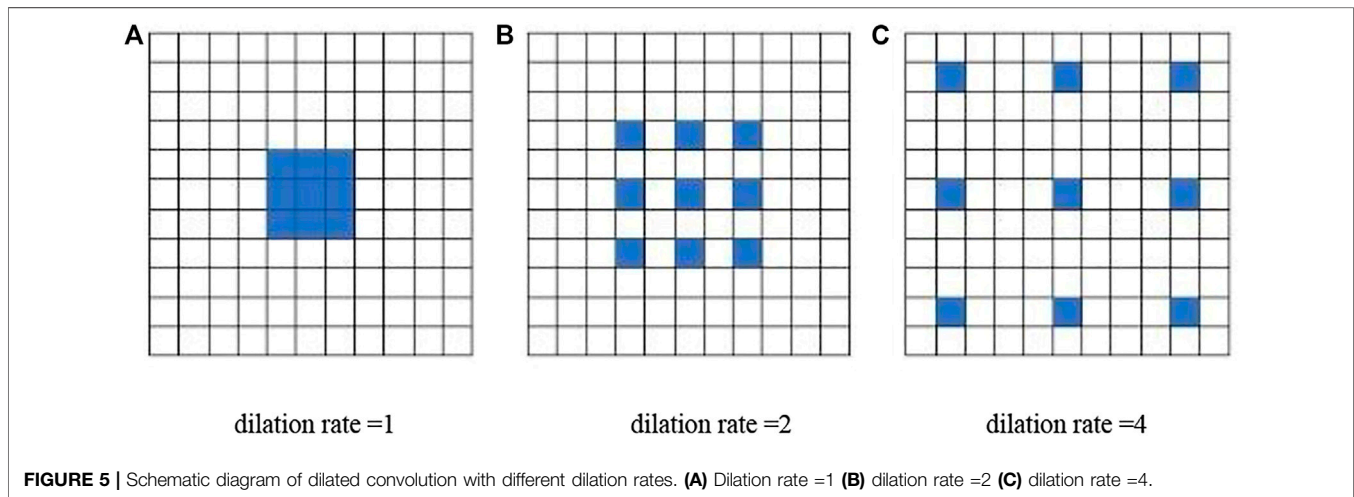 A
B
C
dilation rate =1
dilation rate =2
dilation rate =4
FIGURE 5 | Schematic diagram of dilated convolution with different dilation rates. (A) Dilation rate =1 (B) dilation rate =2 (C) dilation rate =4.